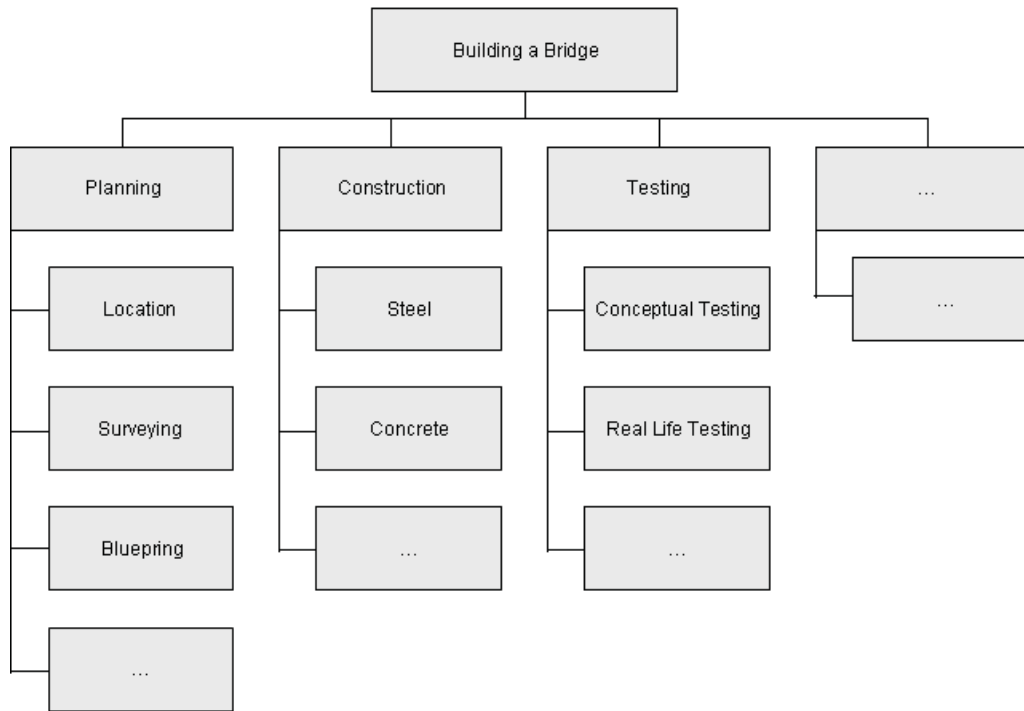 Building a Bridge
Planning
Construction
Testing
...
Location
Steel
Conceptual Testing
...
Surveying
Concrete
Real Life Testing
Bluepring
...
...
...